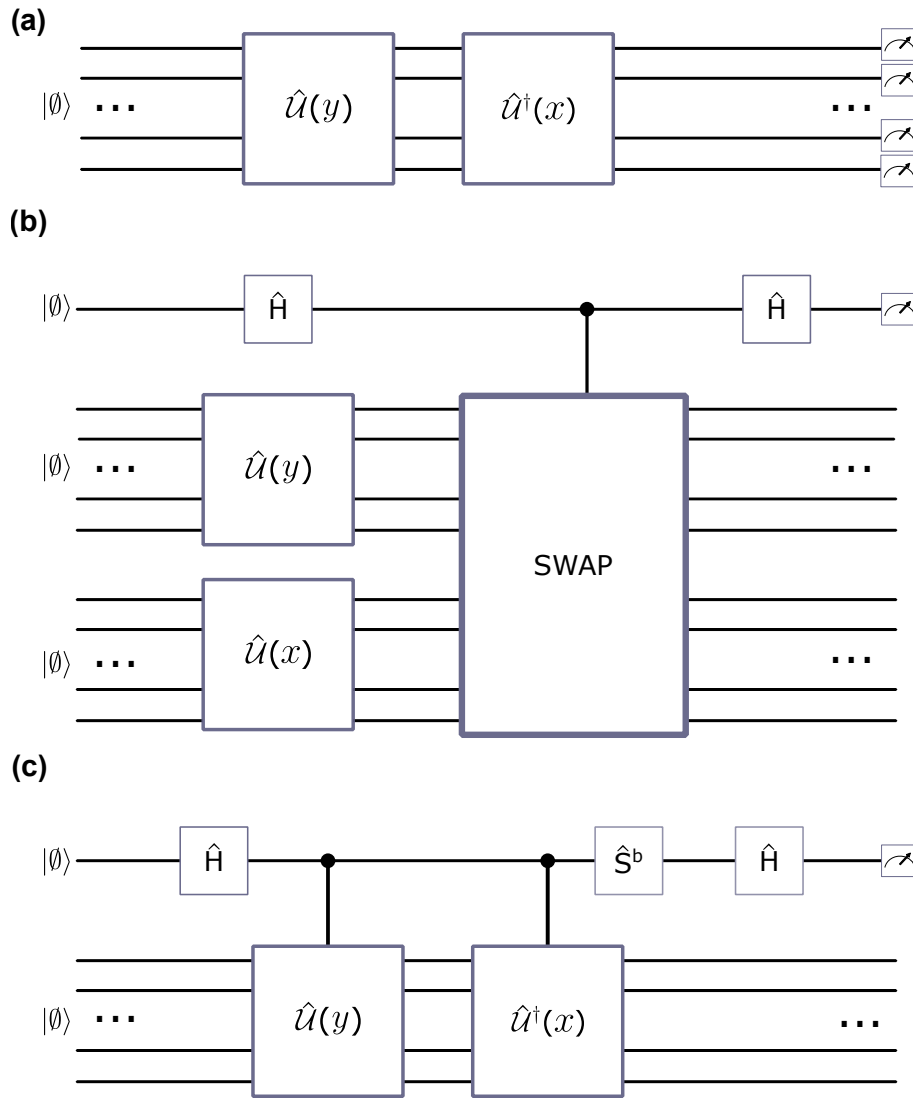 (a)
|∅⟩ ... 𝒰̂(y) 𝒰̂†(x) ...
(b)
|∅⟩ Ĥ Ĥ
|∅⟩ ... 𝒰̂(y) ...
SWAP
|∅⟩ ... 𝒰̂(x) ...
(c)
|∅⟩ Ĥ Ŝᵇ Ĥ
|∅⟩ ... 𝒰̂(y) 𝒰̂†(x) ...